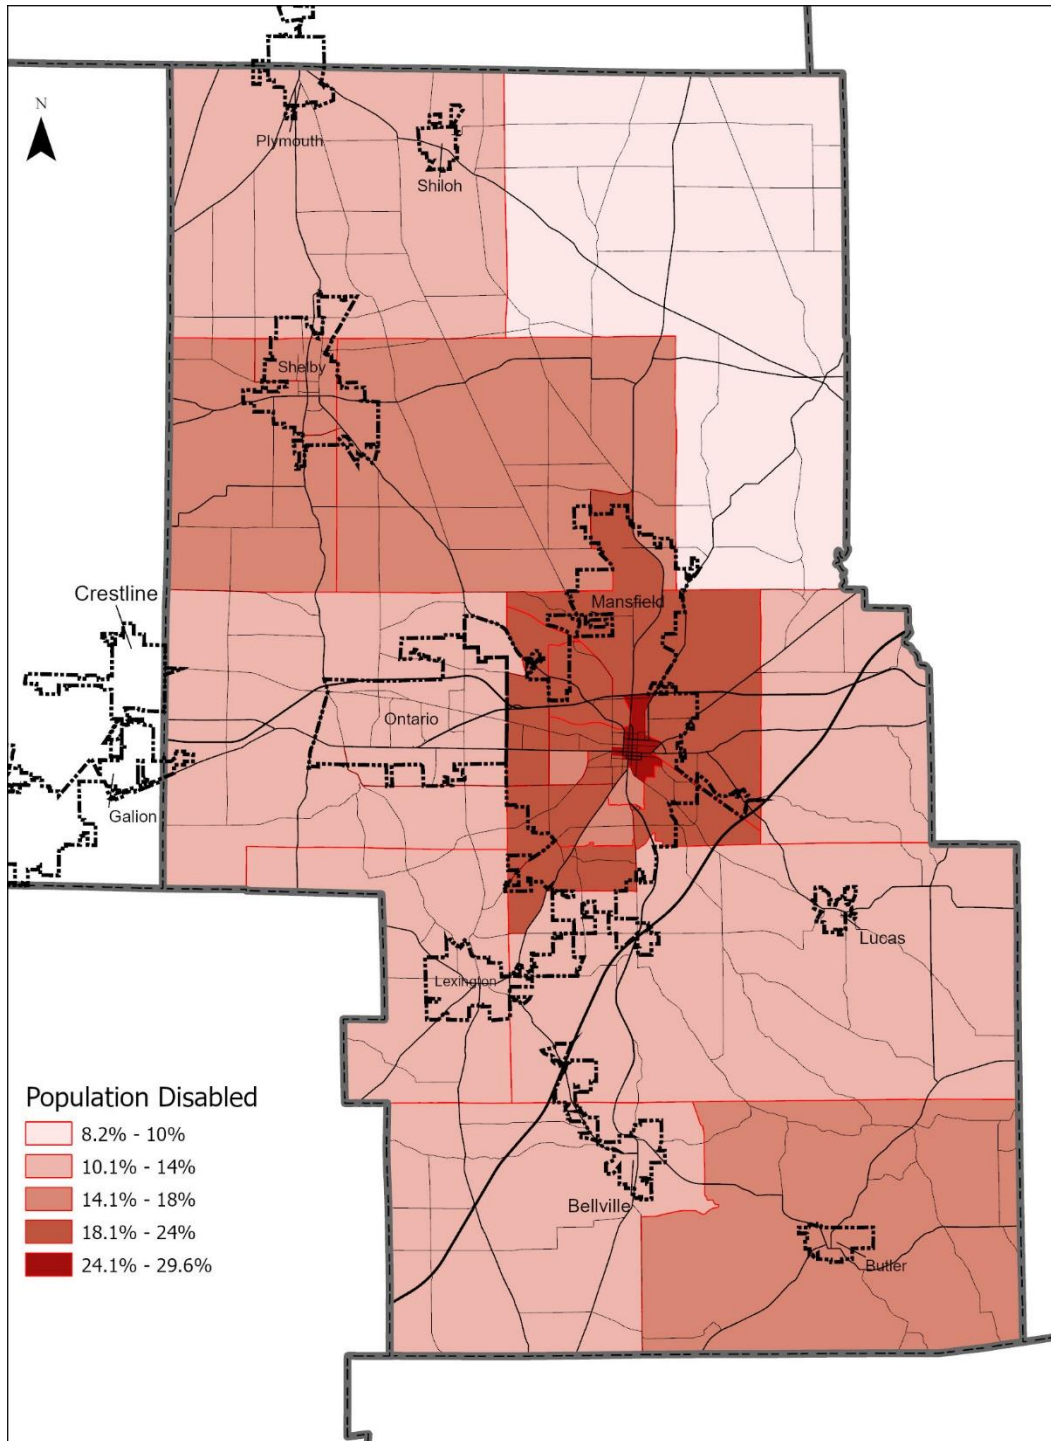 N
Plymouth
Shiloh
Shelby
Crestline
Mansfield
Ontario
Galion
Lucas
Lexington
Population Disabled
8.2% - 10%
10.1% - 14%
14.1% - 18%
18.1% - 24%
24.1% - 29.6%
Bellville
Butler